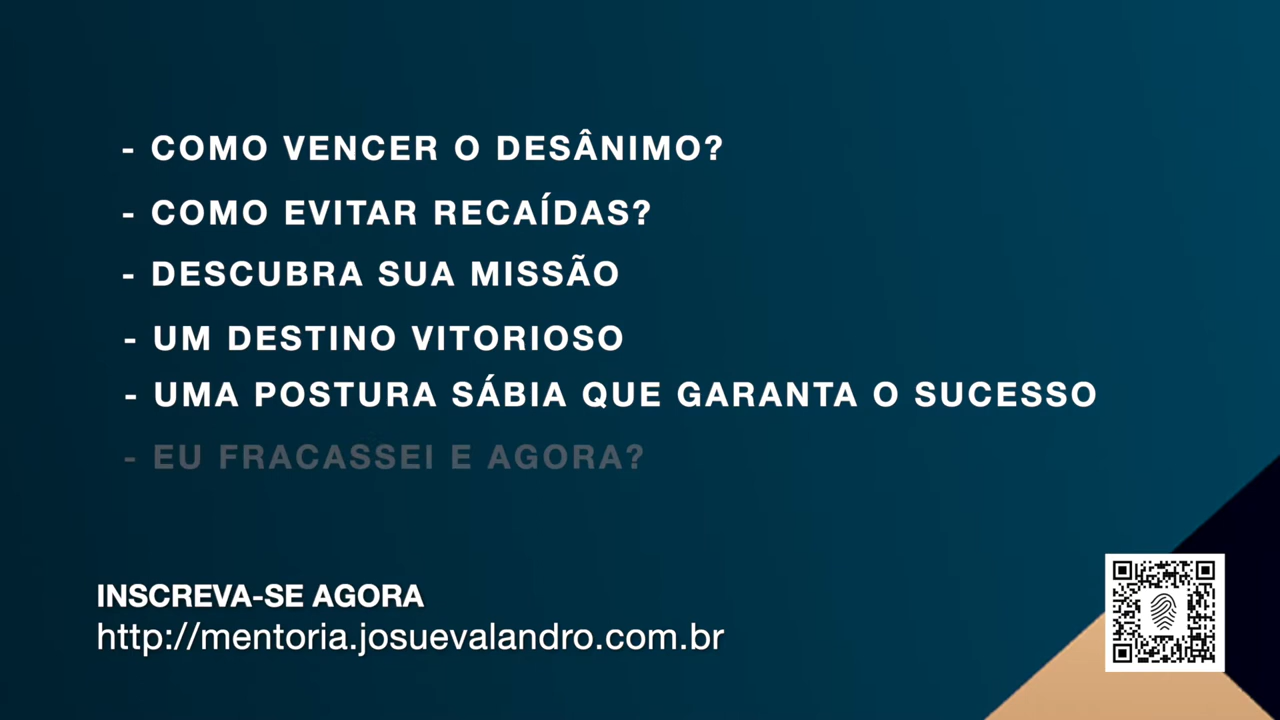 - COMO VENCER O DESÂNIMO?
- COMO EVITAR RECAÍDAS?
- DESCUBRA SUA MISSÃO
- UM DESTINO VITORIOSO
- UMA POSTURA SÁBIA QUE GARANTA O SUCESSO
- EU FRACASSEI E AGORA?
INSCREVA-SE AGORA
http://mentoria.josuevalandro.com.br